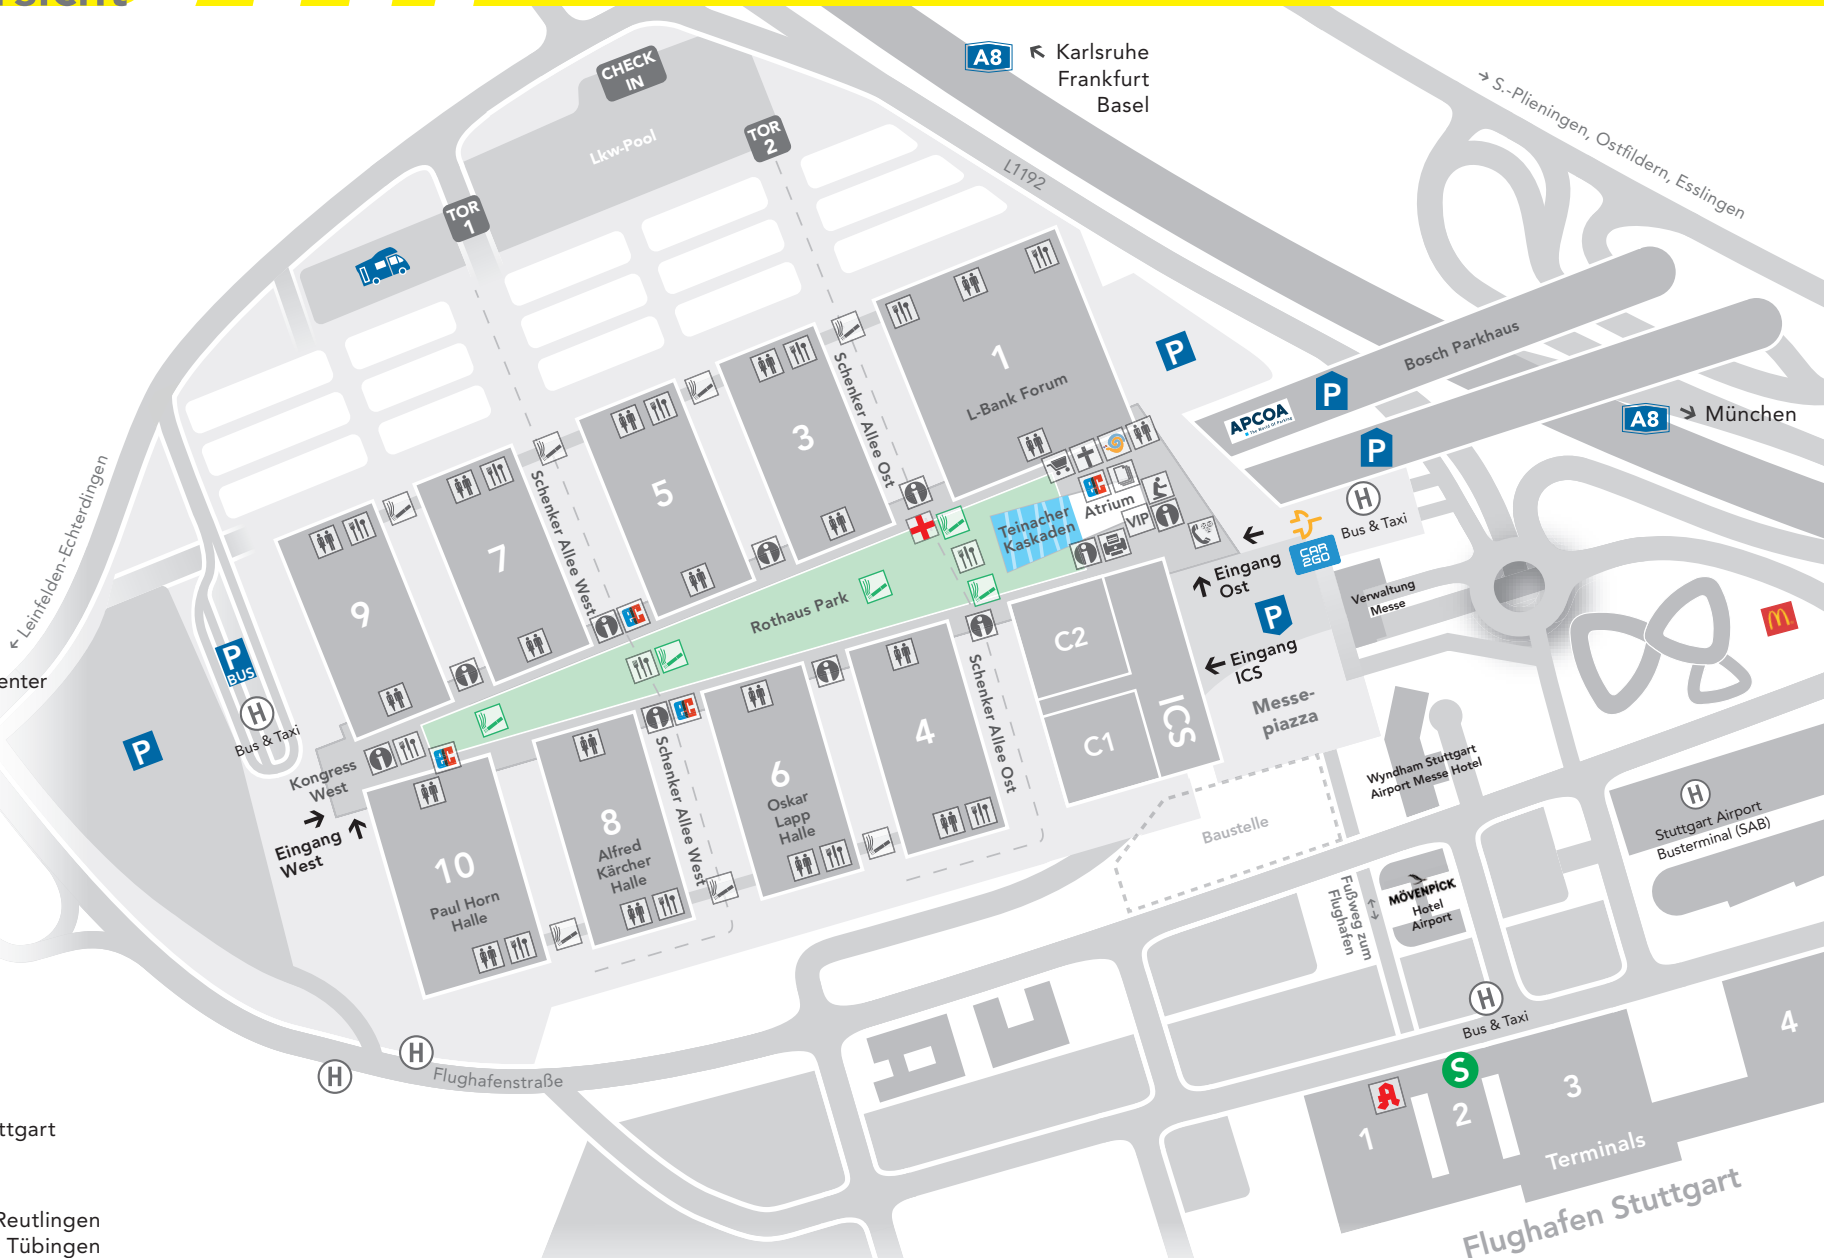 CHECK
IN
A8
Karlsruhe
Frankfurt
Basel
S.-Plieningen, Ostfildern, Esslingen
Lkw-Pool
TOR
2
L1192
TOR
1
Bosch Parkhaus
P
APCOA
P
A8
München
P
1
L-Bank Forum
Schenker Allee Ost
3
5
Schenker Allee West
7
9
Leinfelden-Echterdingen
Teinacher
Kaskaden
Atrium
VIP
EC
H
Bus & Taxi
CAR
2GO
Eingang
Ost
Verwaltung
Messe
P
Eingang
ICS
Messe-
piazza
M
Rothaus Park
EC
C2
C1
ICS
P
BUS
H
Bus & Taxi
P
enter
Kongress
West
EC
EC
Eingang
West
10
Paul Horn
Halle
8
Alfred
Kärcher
Halle
Schenker Allee West
6
Oskar
Lapp
Halle
4
Schenker Allee Ost
Baustelle
Wyndham Stuttgart
Airport Messe Hotel
H
Stuttgart Airport
Busterminal (SAB)
Fußweg zum
Flughafen
MÖVENPICK
Hotel
Airport
H
Bus & Taxi
H
H
Flughafenstraße
S
A
1
2
3
4
Terminals
Flughafen Stuttgart
ttgart
Reutlingen
Tübingen